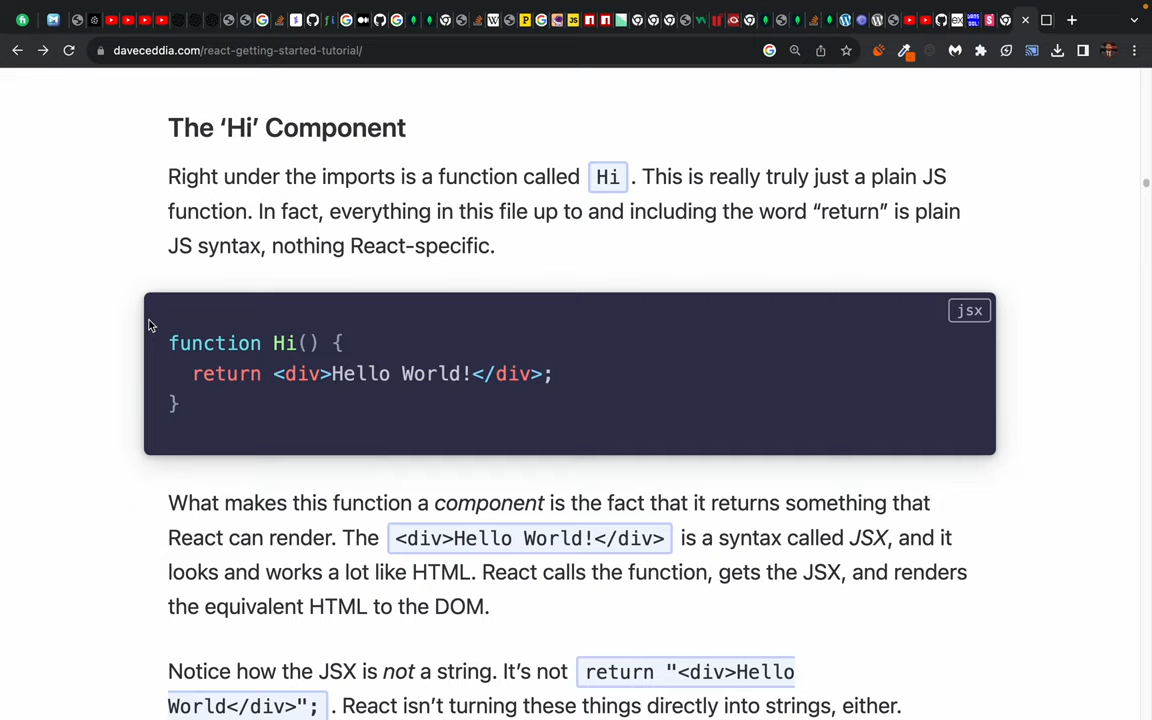 daveceddia.com/react-getting-started-tutorial/
The ‘Hi’ Component
Right under the imports is a function called Hi . This is really truly just a plain JS
function. In fact, everything in this file up to and including the word “return” is plain
JS syntax, nothing React-specific.
jsx
function Hi() {
return <div>Hello World!</div>;
}
What makes this function a component is the fact that it returns something that
React can render. The <div>Hello World!</div> is a syntax called JSX, and it
looks and works a lot like HTML. React calls the function, gets the JSX, and renders
the equivalent HTML to the DOM.
Notice how the JSX is not a string. It’s not return "<div>Hello
World</div>"; . React isn’t turning these things directly into strings, either.